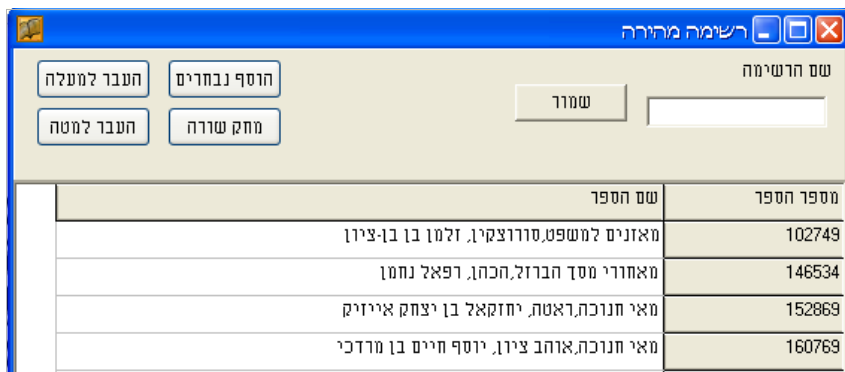 רשימה מהירה
שם הרשימה
שמור
הוסף נבחרים
העבר למעלה
מחק שורה
העבר למטה
מספר הספר שם הספר
102749 מאזנים למשפט,סורוצקין, זלמן בן בן-ציון
146534 מאחורי מסך הברזל,הכהן, רפאל נחמן
152869 מאי חנוכה,ראטה, יחזקאל בן יצחק אייזיק
160769 מאי חנוכה,אוהב ציון, יוסף חיים בן מרדכי